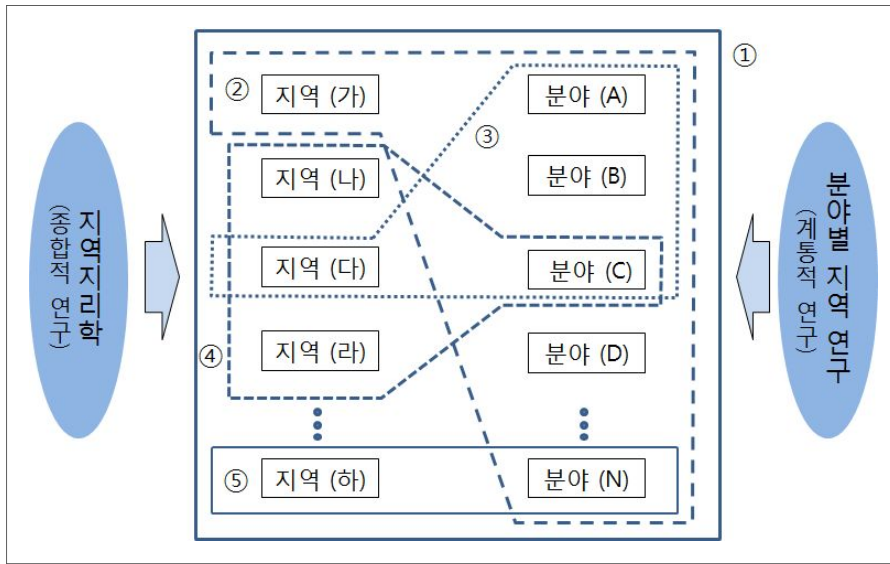 ①
② 지역 (가) 분야 (A)
③
지역 (나) 분야 (B)
지역지리학
(종합적 연구)
분야별 지역 연구
(계통적 연구)
지역 (다) 분야 (C)
④ 지역 (라) 분야 (D)
⑤ 지역 (하) 분야 (N)